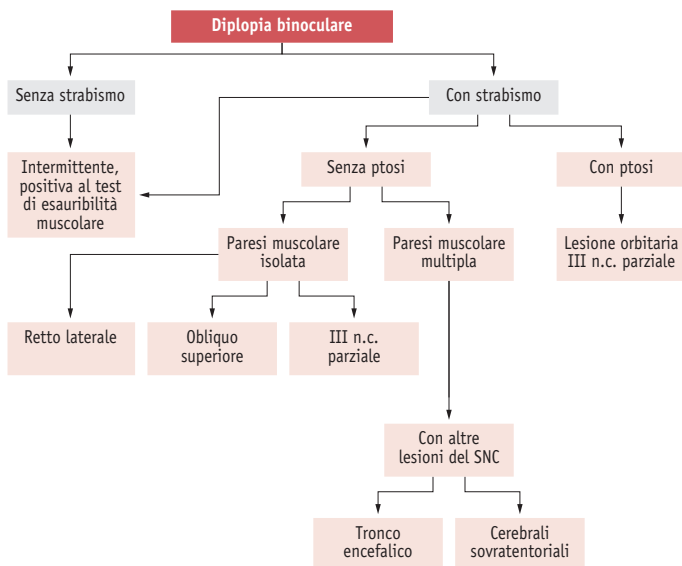 Diplopia binoculare
Senza strabismo
Con strabismo
Intermittente,
positiva al test
di esauribilità
muscolare
Senza ptosi
Con ptosi
Paresi muscolare
isolata
Paresi muscolare
multipla
Lesione orbitaria
III n.c. parziale
Retto laterale
Obliquo
superiore
III n.c.
parziale
Con altre
lesioni del SNC
Tronco
encefalico
Cerebrali
sovratentoriali